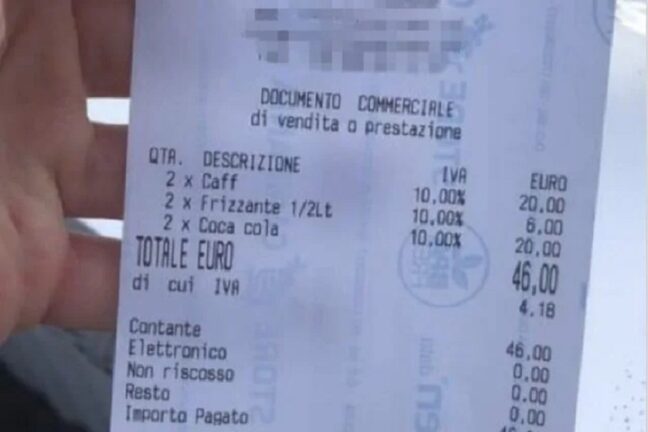 DOCUMENTO COMMERCIALE
di vendita o prestazione
QTA. DESCRIZIONE IVA EURO
2 x Caff 10,00% 20.00
2 x Frizzante 1/2Lt 10,00% 6.00
2 x Coca cola 10,00% 20.00
TOTALE EURO 46,00
di cui IVA 4.18
Contante 46.00
Elettronico 0.00
Non riscosso 0.00
Resto 0.00
Importo Pagato